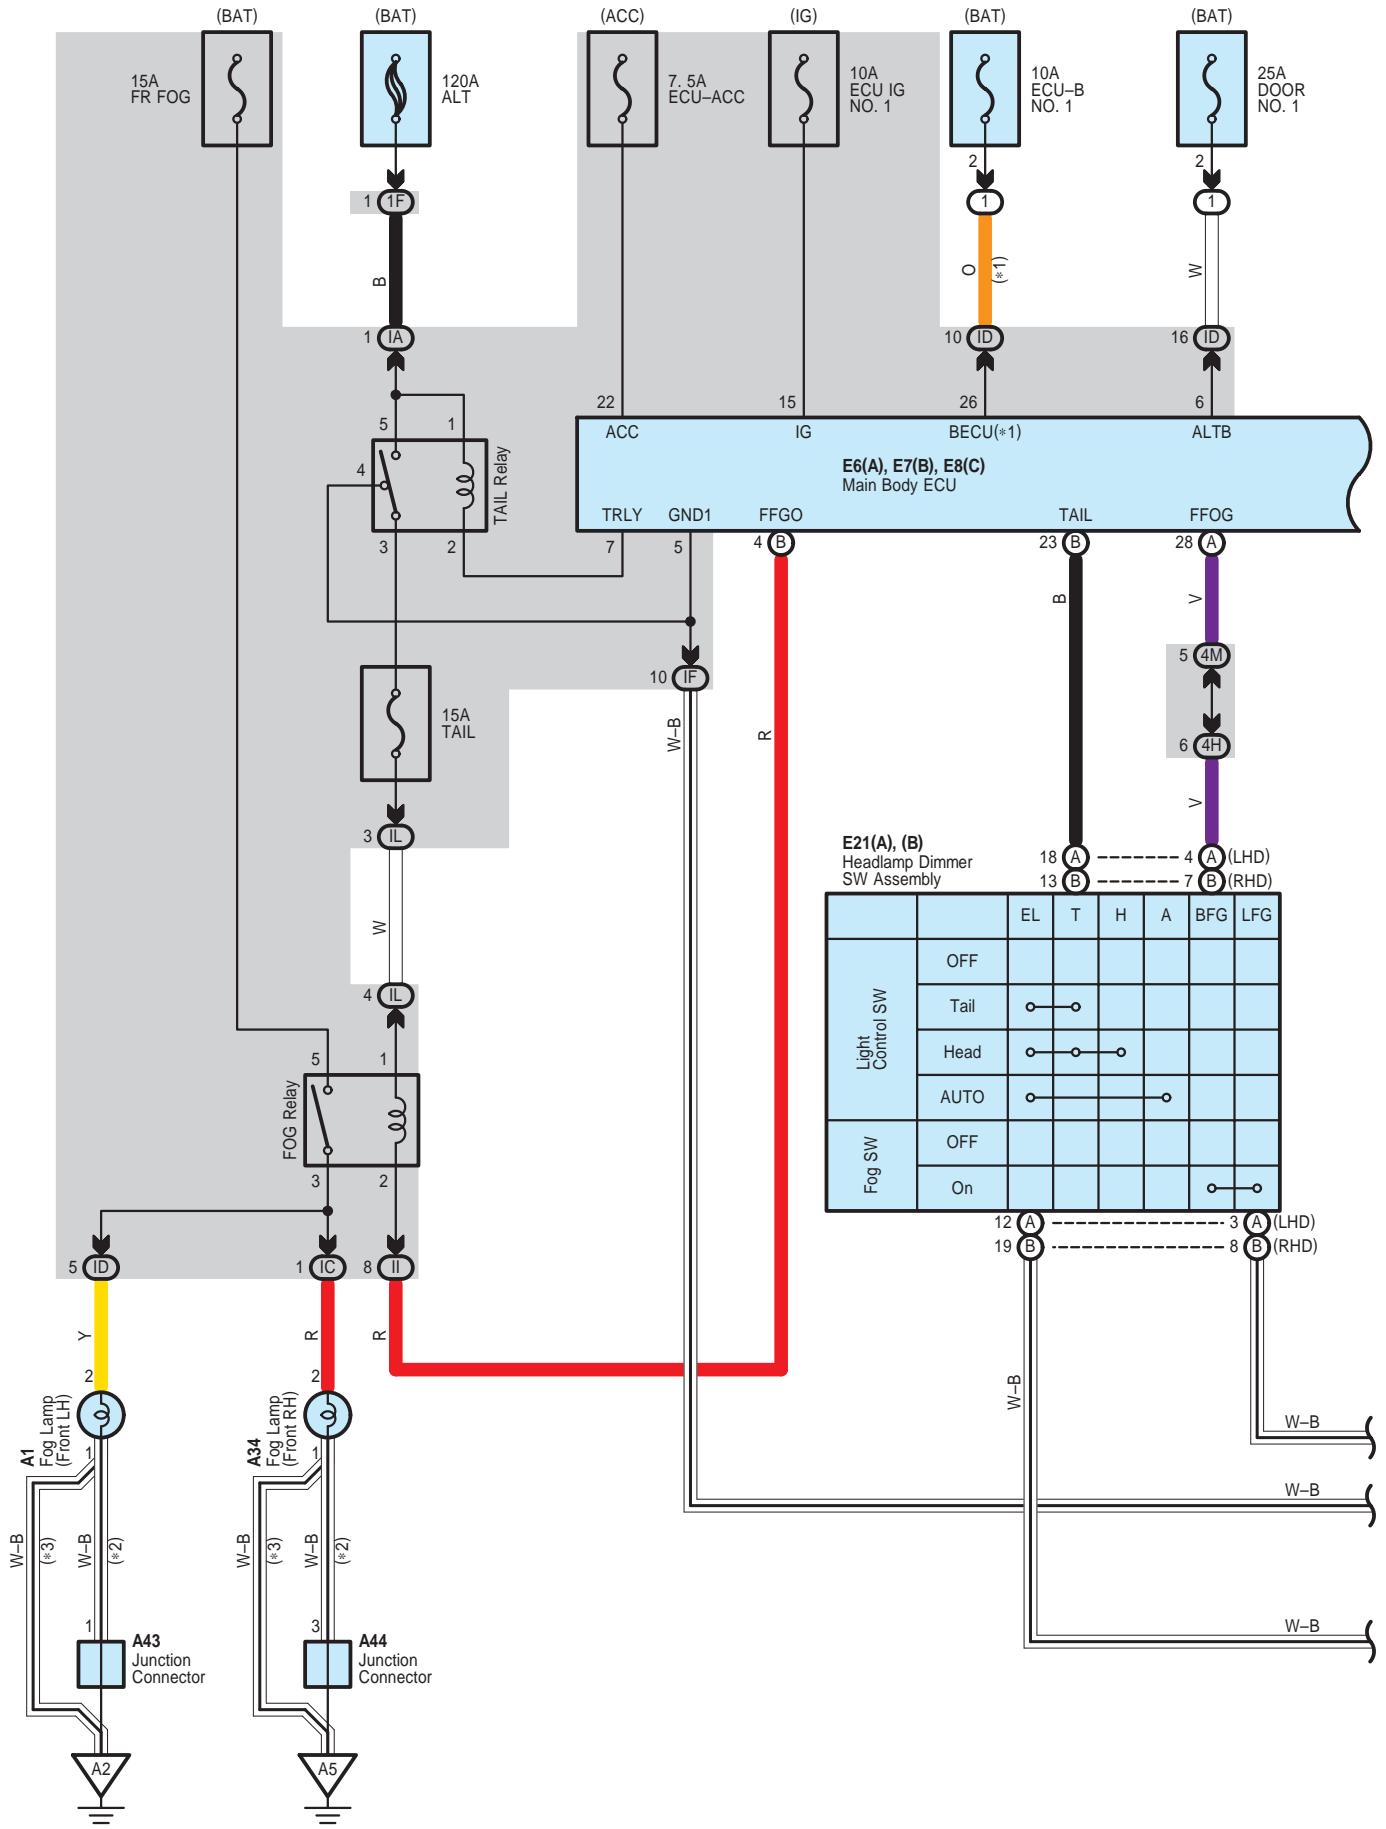 (BAT) (BAT) (ACC) (IG) (BAT) (BAT)
15A
FR FOG
120A
ALT
7. 5A
ECU–ACC
10A
ECU IG
NO. 1
10A
ECU–B
NO. 1
25A
DOOR
NO. 1
2 2
1 1F 1 1
B O (∗1) W
1 IA 10 ID 16 ID
22 15 26 6
ACC IG BECU(∗1) ALTB
E6(A), E7(B), E8(C)
Main Body ECU
TRLY GND1 FFGO TAIL FFOG
5 1
4
TAIL Relay
3 2 7 5 4 B 23 B 28 A
B V
5 4M
10 IF
15A
TAIL
W–B R
6 4H
V
3 IL
E21(A), (B)
Headlamp Dimmer
SW Assembly
18 A 4 A (LHD)
13 B 7 B (RHD)
EL T H A BFG LFG
W
Light
Control SW
OFF
Tail
Head
AUTO
Fog SW
OFF
On
4 IL
5 1
FOG Relay
3 2
12 A 3 A (LHD)
19 B 8 B (RHD)
5 ID 1 IC 8 II
Y R R
2 2
A1
Fog Lamp
(Front LH)
A34
Fog Lamp
(Front RH)
1 1
W–B
W–B
W–B
W–B (∗3) W–B (∗2) W–B (∗3) W–B (∗2)
W–B
1 3
A43
Junction
Connector
A44
Junction
Connector
A2 A5